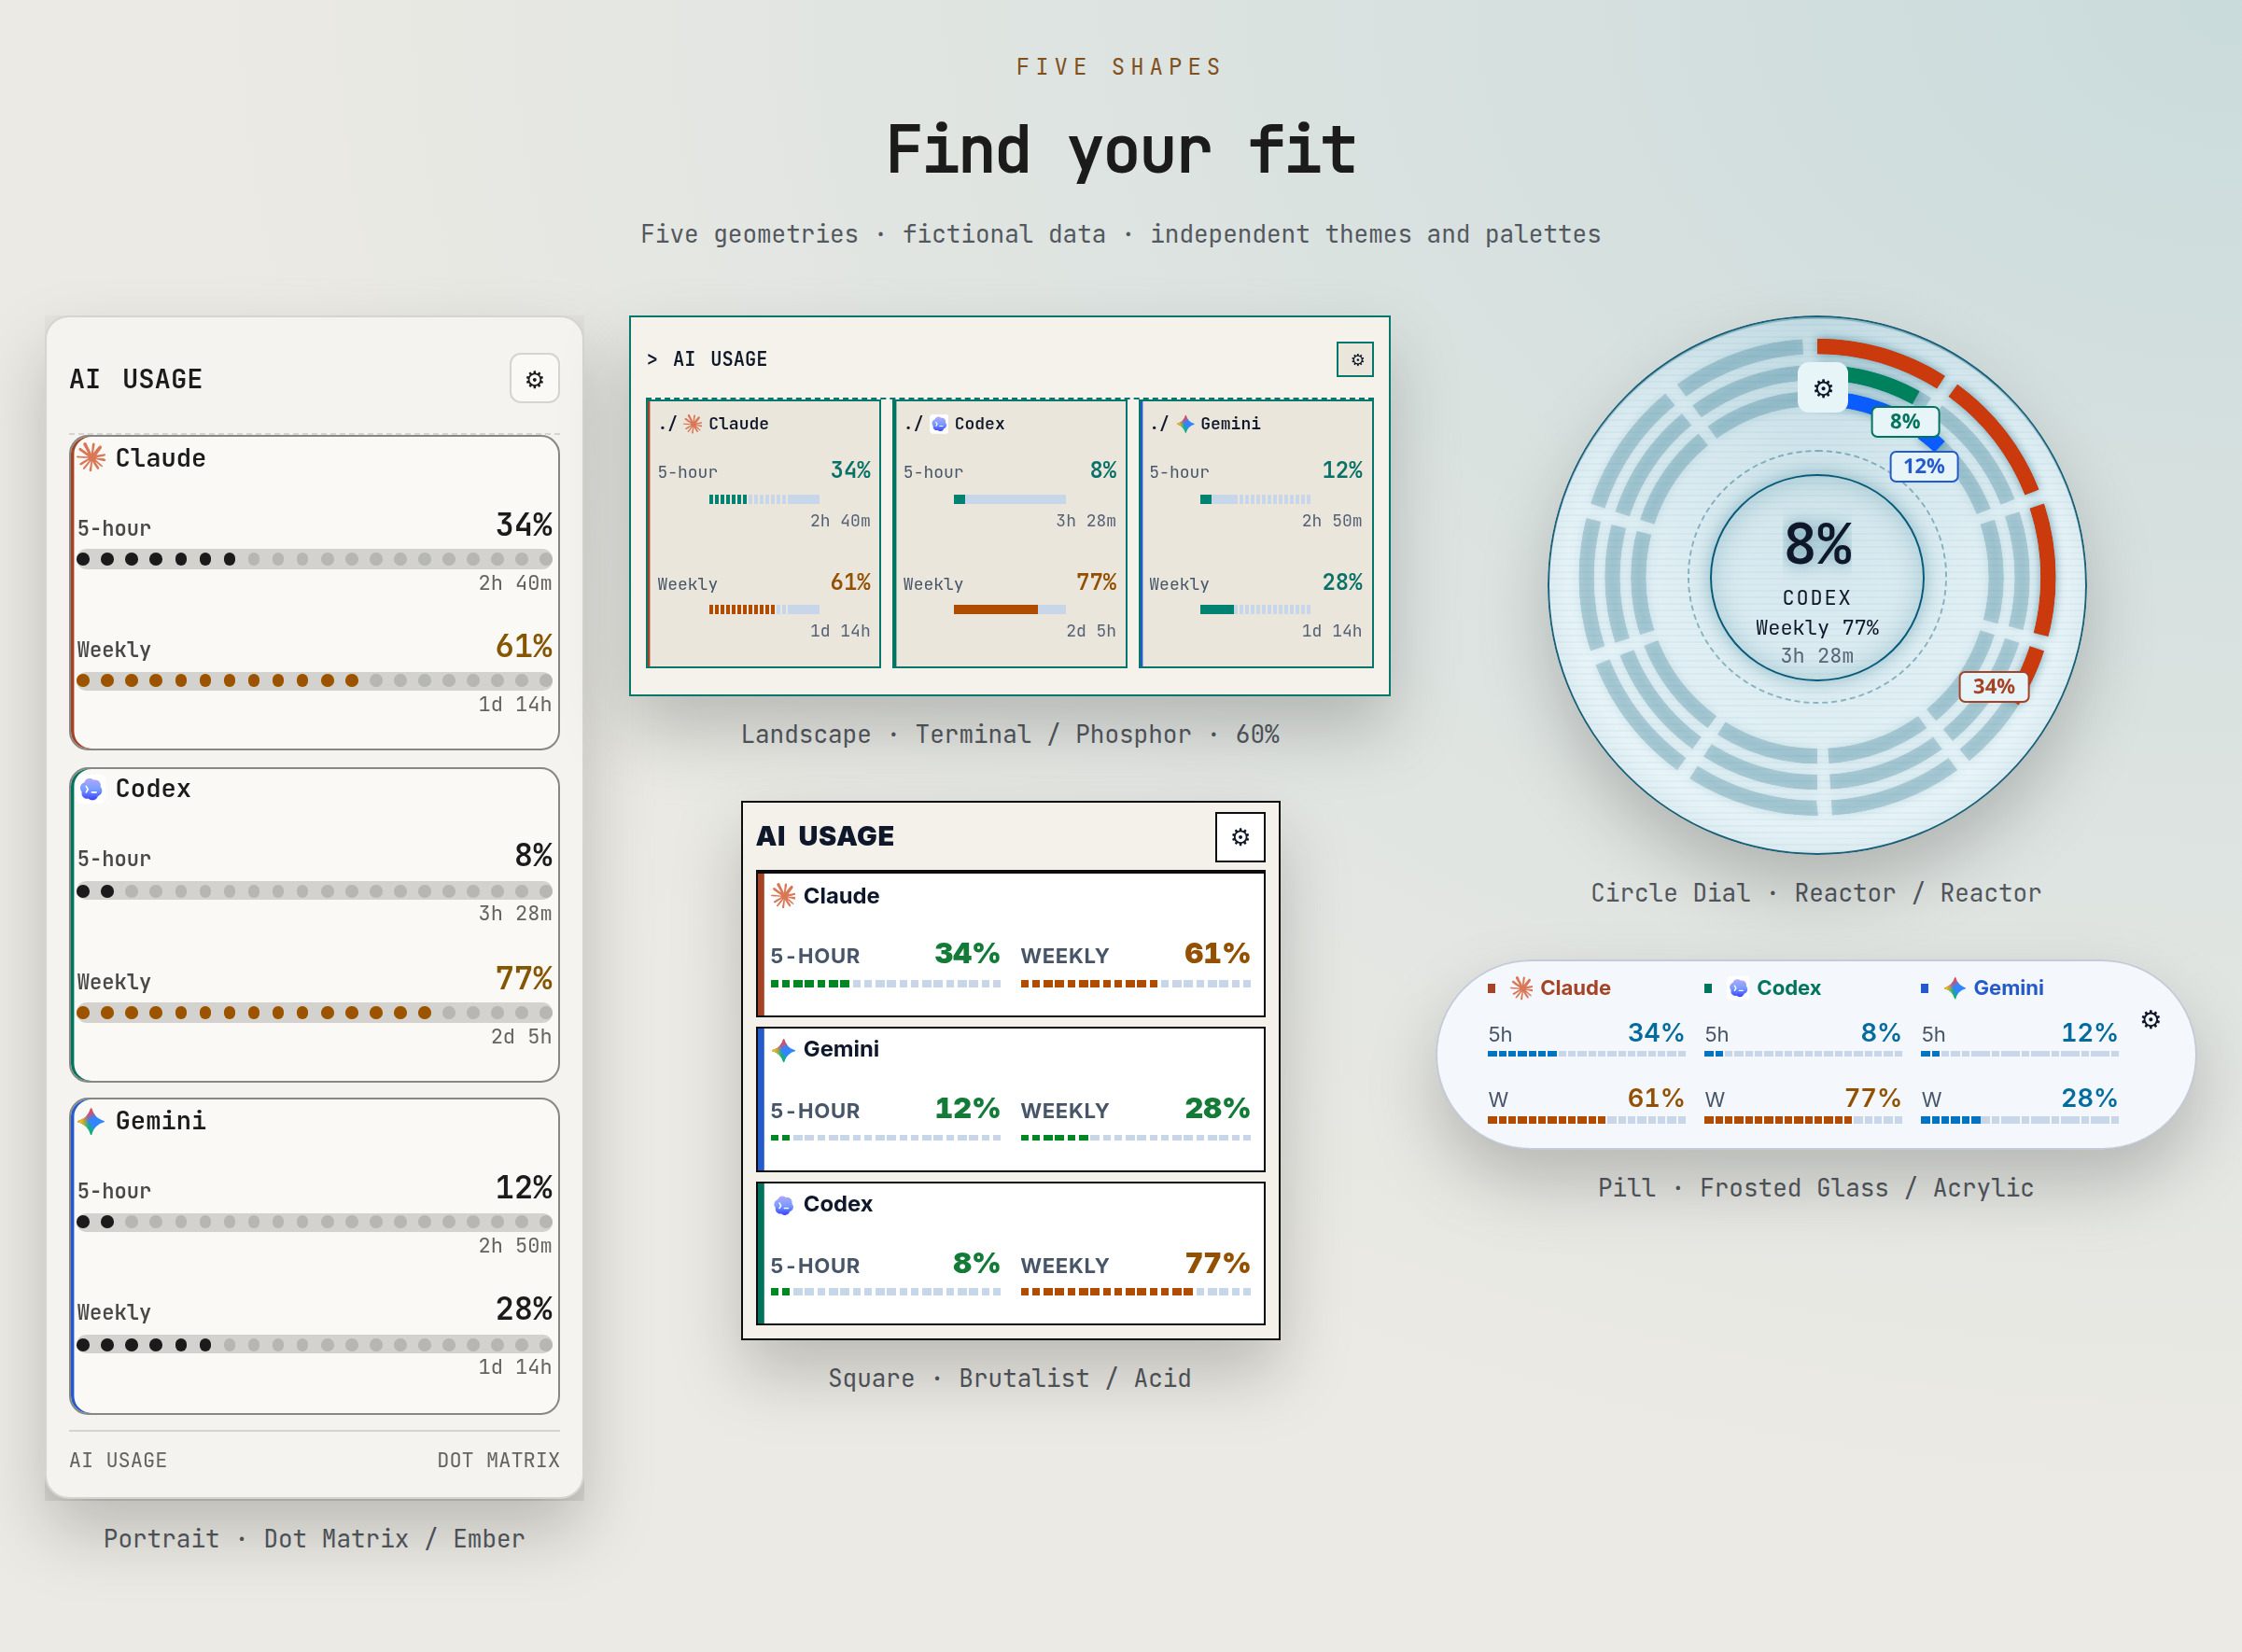 FIVE SHAPES
Find your fit
Five geometries · fictional data · independent themes and palettes
AI USAGE
Claude
5-hour 34%
2h 40m
Weekly 61%
1d 14h
Codex
5-hour 8%
3h 28m
Weekly 77%
2d 5h
Gemini
5-hour 12%
2h 50m
Weekly 28%
1d 14h
AI USAGE DOT MATRIX
Portrait · Dot Matrix / Ember
> AI USAGE
./ Claude
5-hour 34%
2h 40m
Weekly 61%
1d 14h
./ Codex
5-hour 8%
3h 28m
Weekly 77%
2d 5h
./ Gemini
5-hour 12%
2h 50m
Weekly 28%
1d 14h
Landscape · Terminal / Phosphor · 60%
AI USAGE
Claude
5-HOUR 34% WEEKLY 61%
Gemini
5-HOUR 12% WEEKLY 28%
Codex
5-HOUR 8% WEEKLY 77%
Square · Brutalist / Acid
8%
12%
8%
CODEX
Weekly 77%
3h 28m
34%
Circle Dial · Reactor / Reactor
Claude Codex Gemini
5h 34% 5h 8% 5h 12%
W 61% W 77% W 28%
Pill · Frosted Glass / Acrylic